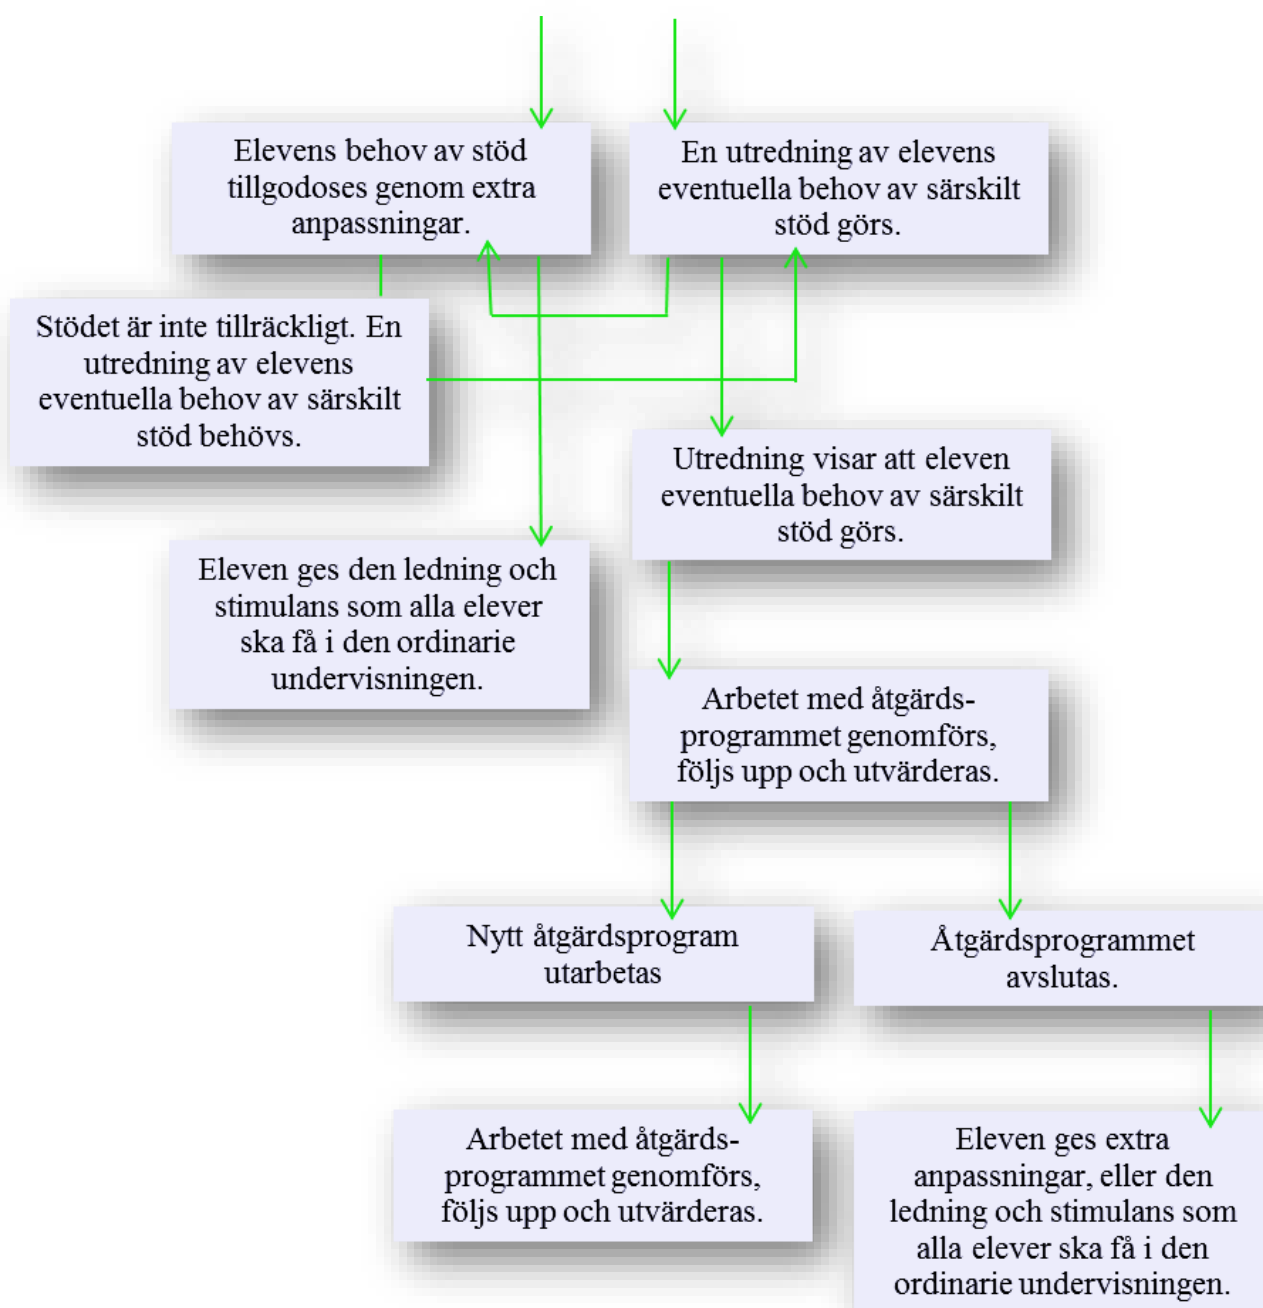 Elevens behov av stöd
tillgodoses genom extra
anpassningar.
En utredning av elevens
eventuella behov av särskilt
stöd görs.
Stödet är inte tillräckligt. En
utredning av elevens
eventuella behov av särskilt
stöd behövs.
Utredning visar att eleven
eventuella behov av särskilt
stöd görs.
Eleven ges den ledning och
stimulans som alla elever
ska få i den ordinarie
undervisningen.
Arbetet med åtgärds-
programmet genomförs,
följs upp och utvärderas.
Nytt åtgärdsprogram
utarbetas
Åtgärdsprogrammet
avslutas.
Arbetet med åtgärds-
programmet genomförs,
följs upp och utvärderas.
Eleven ges extra
anpassningar, eller den
ledning och stimulans som
alla elever ska få i den
ordinarie undervisningen.